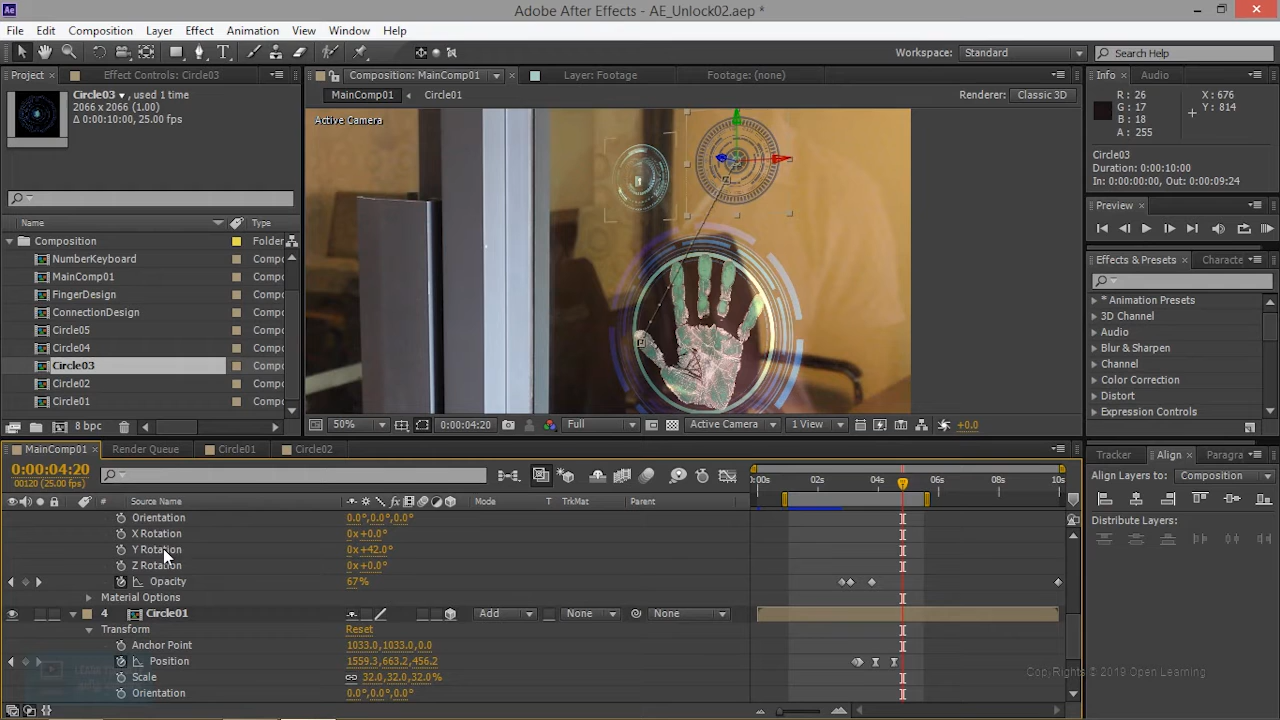 Adobe After Effects - AE_Unlock02.aep *
File Edit Composition Layer Effect Animation View Window Help
Workspace: Standard Search Help
Project Effect Controls: Circle03 Composition: MainComp01 Layer: Footage Footage: (none) Info Audio
Circle03 , used 1 time
2066 x 2066 (1.00)
Δ 0:00:10:00, 25.00 fps
MainComp01 Circle01 Renderer: Classic 3D
Active Camera
R: 26 X: 676
G: 17 Y: 814
B: 18
A: 255
Circle03
Duration: 0:00:10:00
In: 0:00:00:00, Out: 0:00:09:24
Preview
Name Type
Composition Folder
NumberKeyboard Compo
MainComp01 Compo
FingerDesign Compo
ConnectionDesign Compo
Circle05 Compo
Circle04 Compo
Circle03 Compo
Circle02 Compo
Circle01 Compo
Effects & Presets Characte
* Animation Presets
3D Channel
Audio
Blur & Sharpen
Channel
Color Correction
Distort
Expression Controls
8 bpc 50% 0:00:04:20 Full Active Camera 1 View +0.0
MainComp01 Render Queue Circle01 Circle02 Tracker Align Paragra
0:00:04:20
00120 (25.00 fps)
0:00s 02s 04s 06s 08s 10s
Align Layers to: Composition
Distribute Layers:
# Source Name Mode T TrkMat Parent
Orientation 0.0°,0.0°,0.0°
X Rotation 0x+0.0°
Y Rotation 0x+42.0°
Z Rotation 0x+0.0°
Opacity 67%
Material Options
4 Circle01 Add None None
Transform Reset
Anchor Point 1033.0,1033.0,0.0
Position 1559.3,663.2,456.2
Scale 32.0,32.0,32.0%
Orientation 0.0°,0.0°,0.0°
Copy Rights © 2019 Open Learning